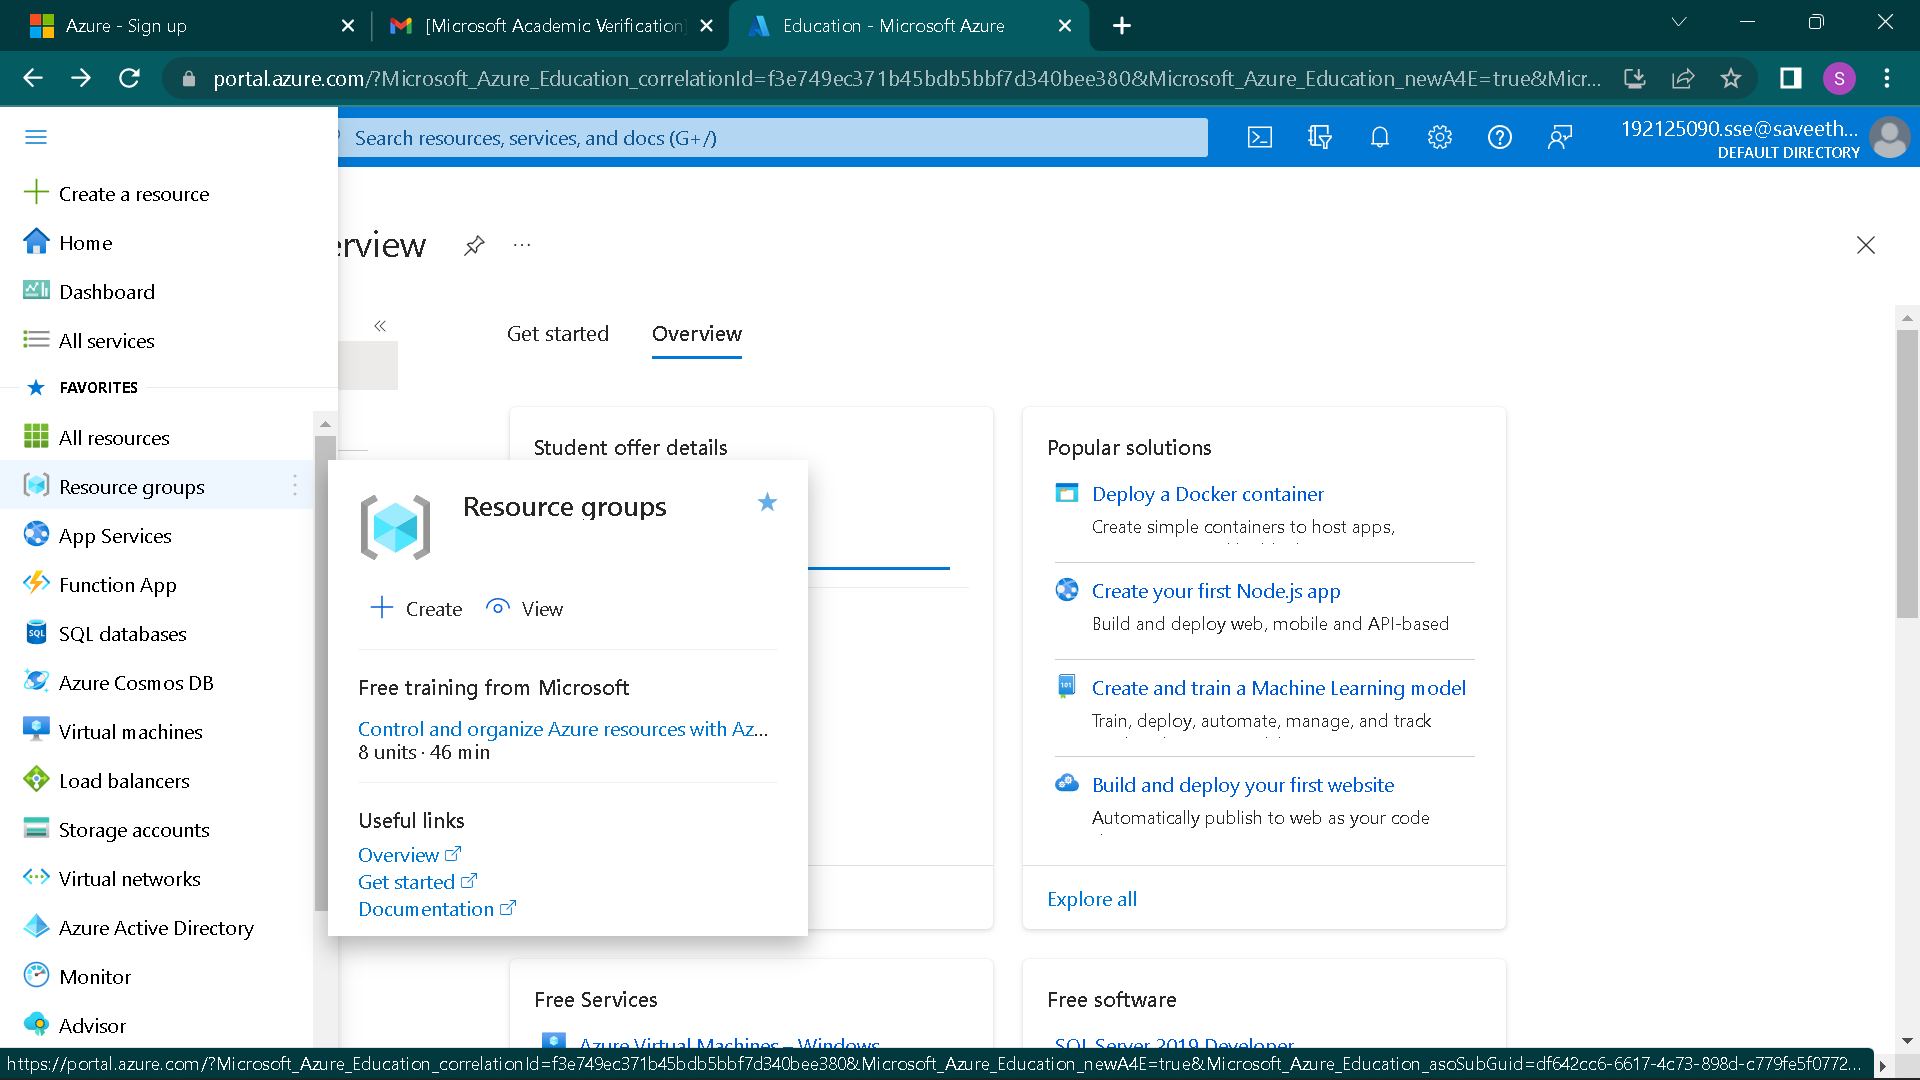 Azure - Sign up
[Microsoft Academic Verification]
Education - Microsoft Azure
portal.azure.com/?Microsoft_Azure_Education_correlationId=f3e749ec371b45bdb5bbf7d340bee380&Microsoft_Azure_Education_newA4E=true&Micr...
S
Search resources, services, and docs (G+/)
192125090.sse@saveeth...
DEFAULT DIRECTORY
Create a resource
Home
Dashboard
All services
FAVORITES
All resources
Resource groups
App Services
Function App
SQL databases
Azure Cosmos DB
Virtual machines
Load balancers
Storage accounts
Virtual networks
Azure Active Directory
Monitor
Advisor
erview
...
Get started
Overview
Student offer details
Resource groups
Create
View
Free training from Microsoft
Control and organize Azure resources with Az...
8 units · 46 min
Useful links
Overview
Get started
Documentation
Popular solutions
Deploy a Docker container
Create simple containers to host apps,
Create your first Node.js app
Build and deploy web, mobile and API-based
Create and train a Machine Learning model
Train, deploy, automate, manage, and track
Build and deploy your first website
Automatically publish to web as your code
Explore all
Free Services
Azure Virtual Machines – Windows
Free software
SQL Server 2019 Developer
https://portal.azure.com/?Microsoft_Azure_Education_correlationId=f3e749ec371b45bdb5bbf7d340bee380&Microsoft_Azure_Education_newA4E=true&Microsoft_Azure_Education_asoSubGuid=df642cc6-6617-4c73-898d-c779fe5f0772...